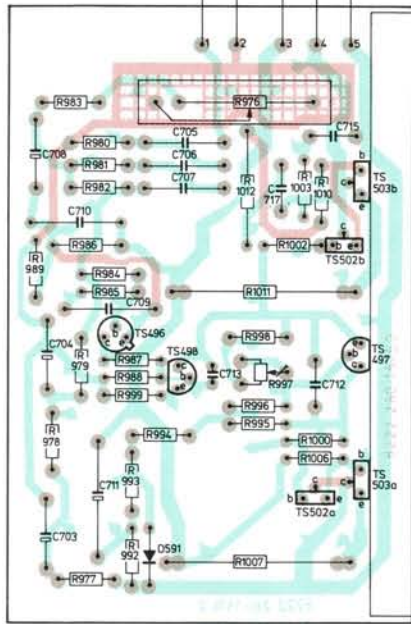 1 2 3 4 5
R983
R976
C715
C708
R980
C705
R981
C706
R982
C707
R 1012
C 717
R 1003
R 1010
b
c
e
TS 503b
C710
R986
R 989
R1002
c
b e
TS502b
R984
R985
C709
R1011
b
c e
TS496
C704
R 979
R987
R988
R999
TS498
c
b
e
C713
R998
R997
R996
R995
C712
c
b
e
TS 497
R 978
R994
R1000
R1006
C711
R 993
b
c
e
TS 503a
c
b e
TS502a
C703
R 992
D591
R1007
R977